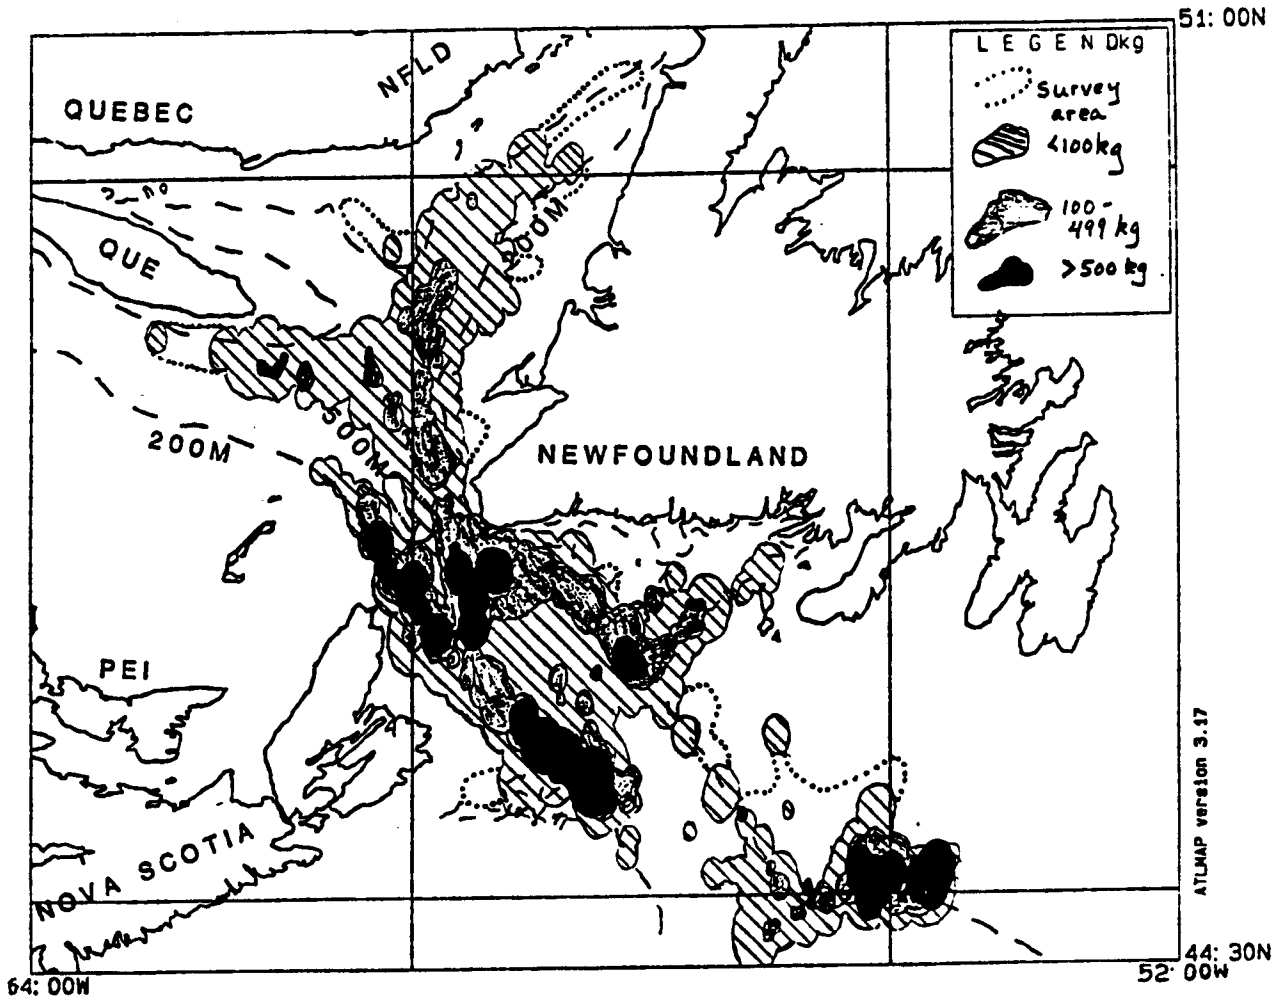 51: 00N
L E G E N Dkg
survey
area
<100kg
100-
499 kg
>500 kg
NFLD
QUEBEC
QUE
200M
500M
200M
NEWFOUNDLAND
PEI
NOVA SCOTIA
ATLMAP version 3.17
44: 30N
52: 00W
64: 00W